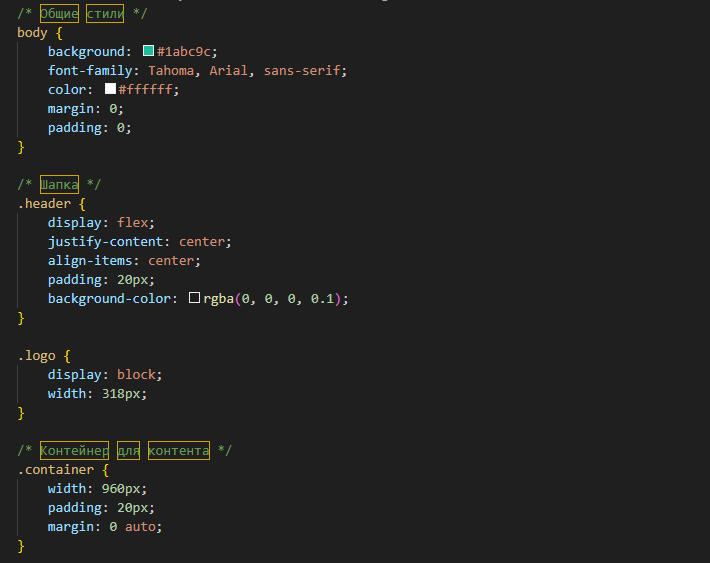 /* Общие стили */
body {
    background: #1abc9c;
    font-family: Tahoma, Arial, sans-serif;
    color: #ffffff;
    margin: 0;
    padding: 0;
}
/* Шапка */
.header {
    display: flex;
    justify-content: center;
    align-items: center;
    padding: 20px;
    background-color: rgba(0, 0, 0, 0.1);
}
.logo {
    display: block;
    width: 318px;
}
/* Контейнер для контента */
.container {
    width: 960px;
    padding: 20px;
    margin: 0 auto;
}